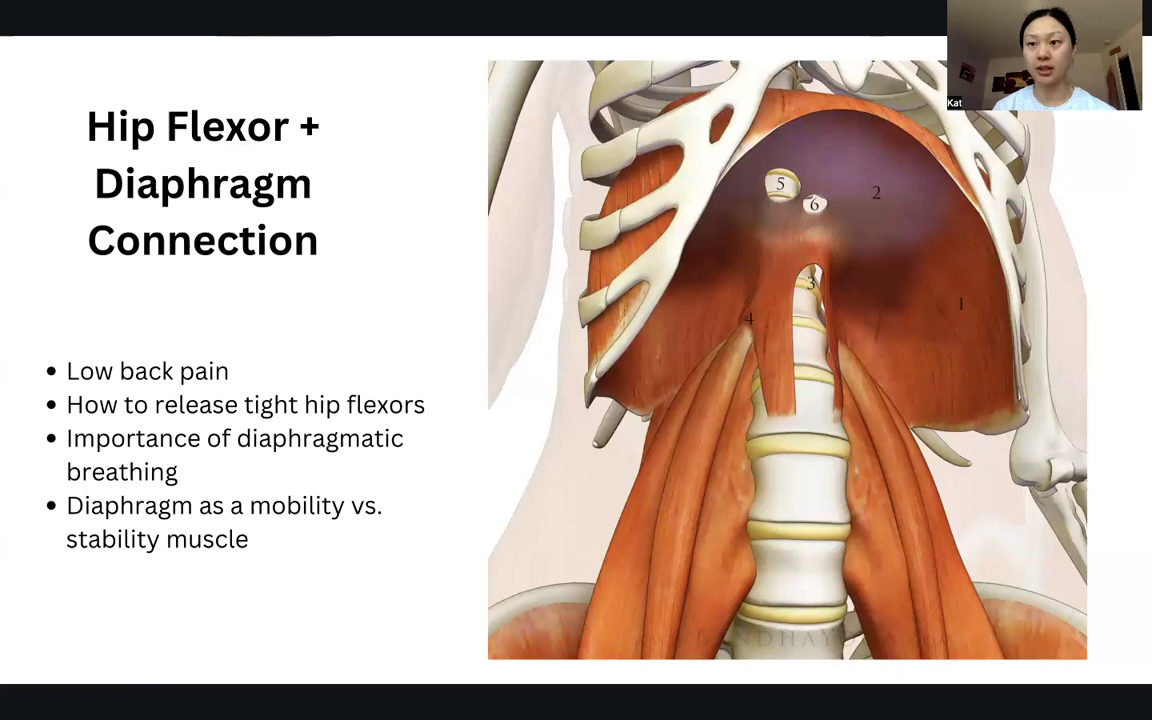 Hip Flexor +
Diaphragm
Connection
• Low back pain
• How to release tight hip flexors
• Importance of diaphragmatic
breathing
• Diaphragm as a mobility vs.
stability muscle
5
6
2
3
1
4
Kat